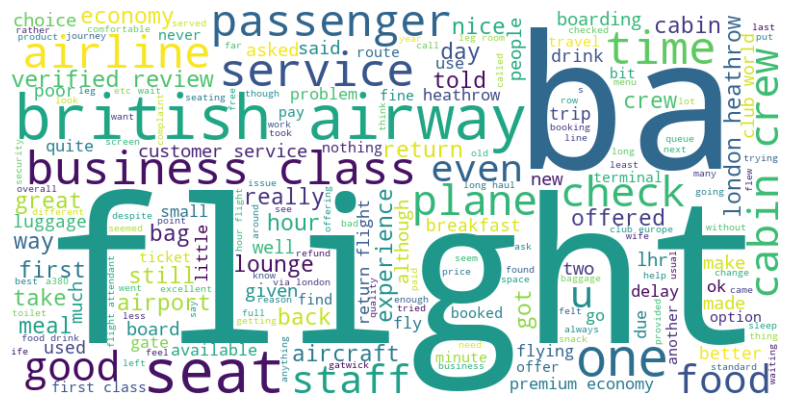 choice
economy
product
journey
comfortable
served
rather
never
airline
verified review
poor
passenger
nice
year
call
leg room
far
asked
said
route
day
service
told
use
problem
fine
heathrow
people
boarding
checked
last
put
cabin
travel
drink
bit
menu
called
time
crew
lot
trip
booking
line
s
row
london heathrow
club world
cabin crew
ba
look
leg
etc
wait
seating
free
though
pay
think
british airway
want
screen
complaint
work
took
quite
customer service
nothing
return
old
security
business class
even
long
queue
next
least
many
trying
flew
going
new
terminal
overall
issue
really
long haul
plane
check
great
different
despite
seemed
point
small
luggage
bag
way
hour
hour flight
around
see
bad
offering
well
return flight
experience
although
breakfast
ask
offered
club europe
wife
without
two
lhr
help
usual
make
change
first
best
a380
still
ticket
little
lounge
refund
know
via london
seem
found
space
price
u
baggage
ok
came
delay
made
take
much
went
excellent
given
find
reason
quality
paid
got
booked
go
felt
due
provided
another
option
toilet
airport
flight attendant
say
back
full
enough
tried
fly
always
meal
food drink
less
board
getting
minute
flying
snack
better
sleep
thing
ife
used
gate
available
feel
anything
aircraft
gatwick
need
business
offer
one
standard
waiting
good
first class
left
seat
staff
premium economy
food
flight